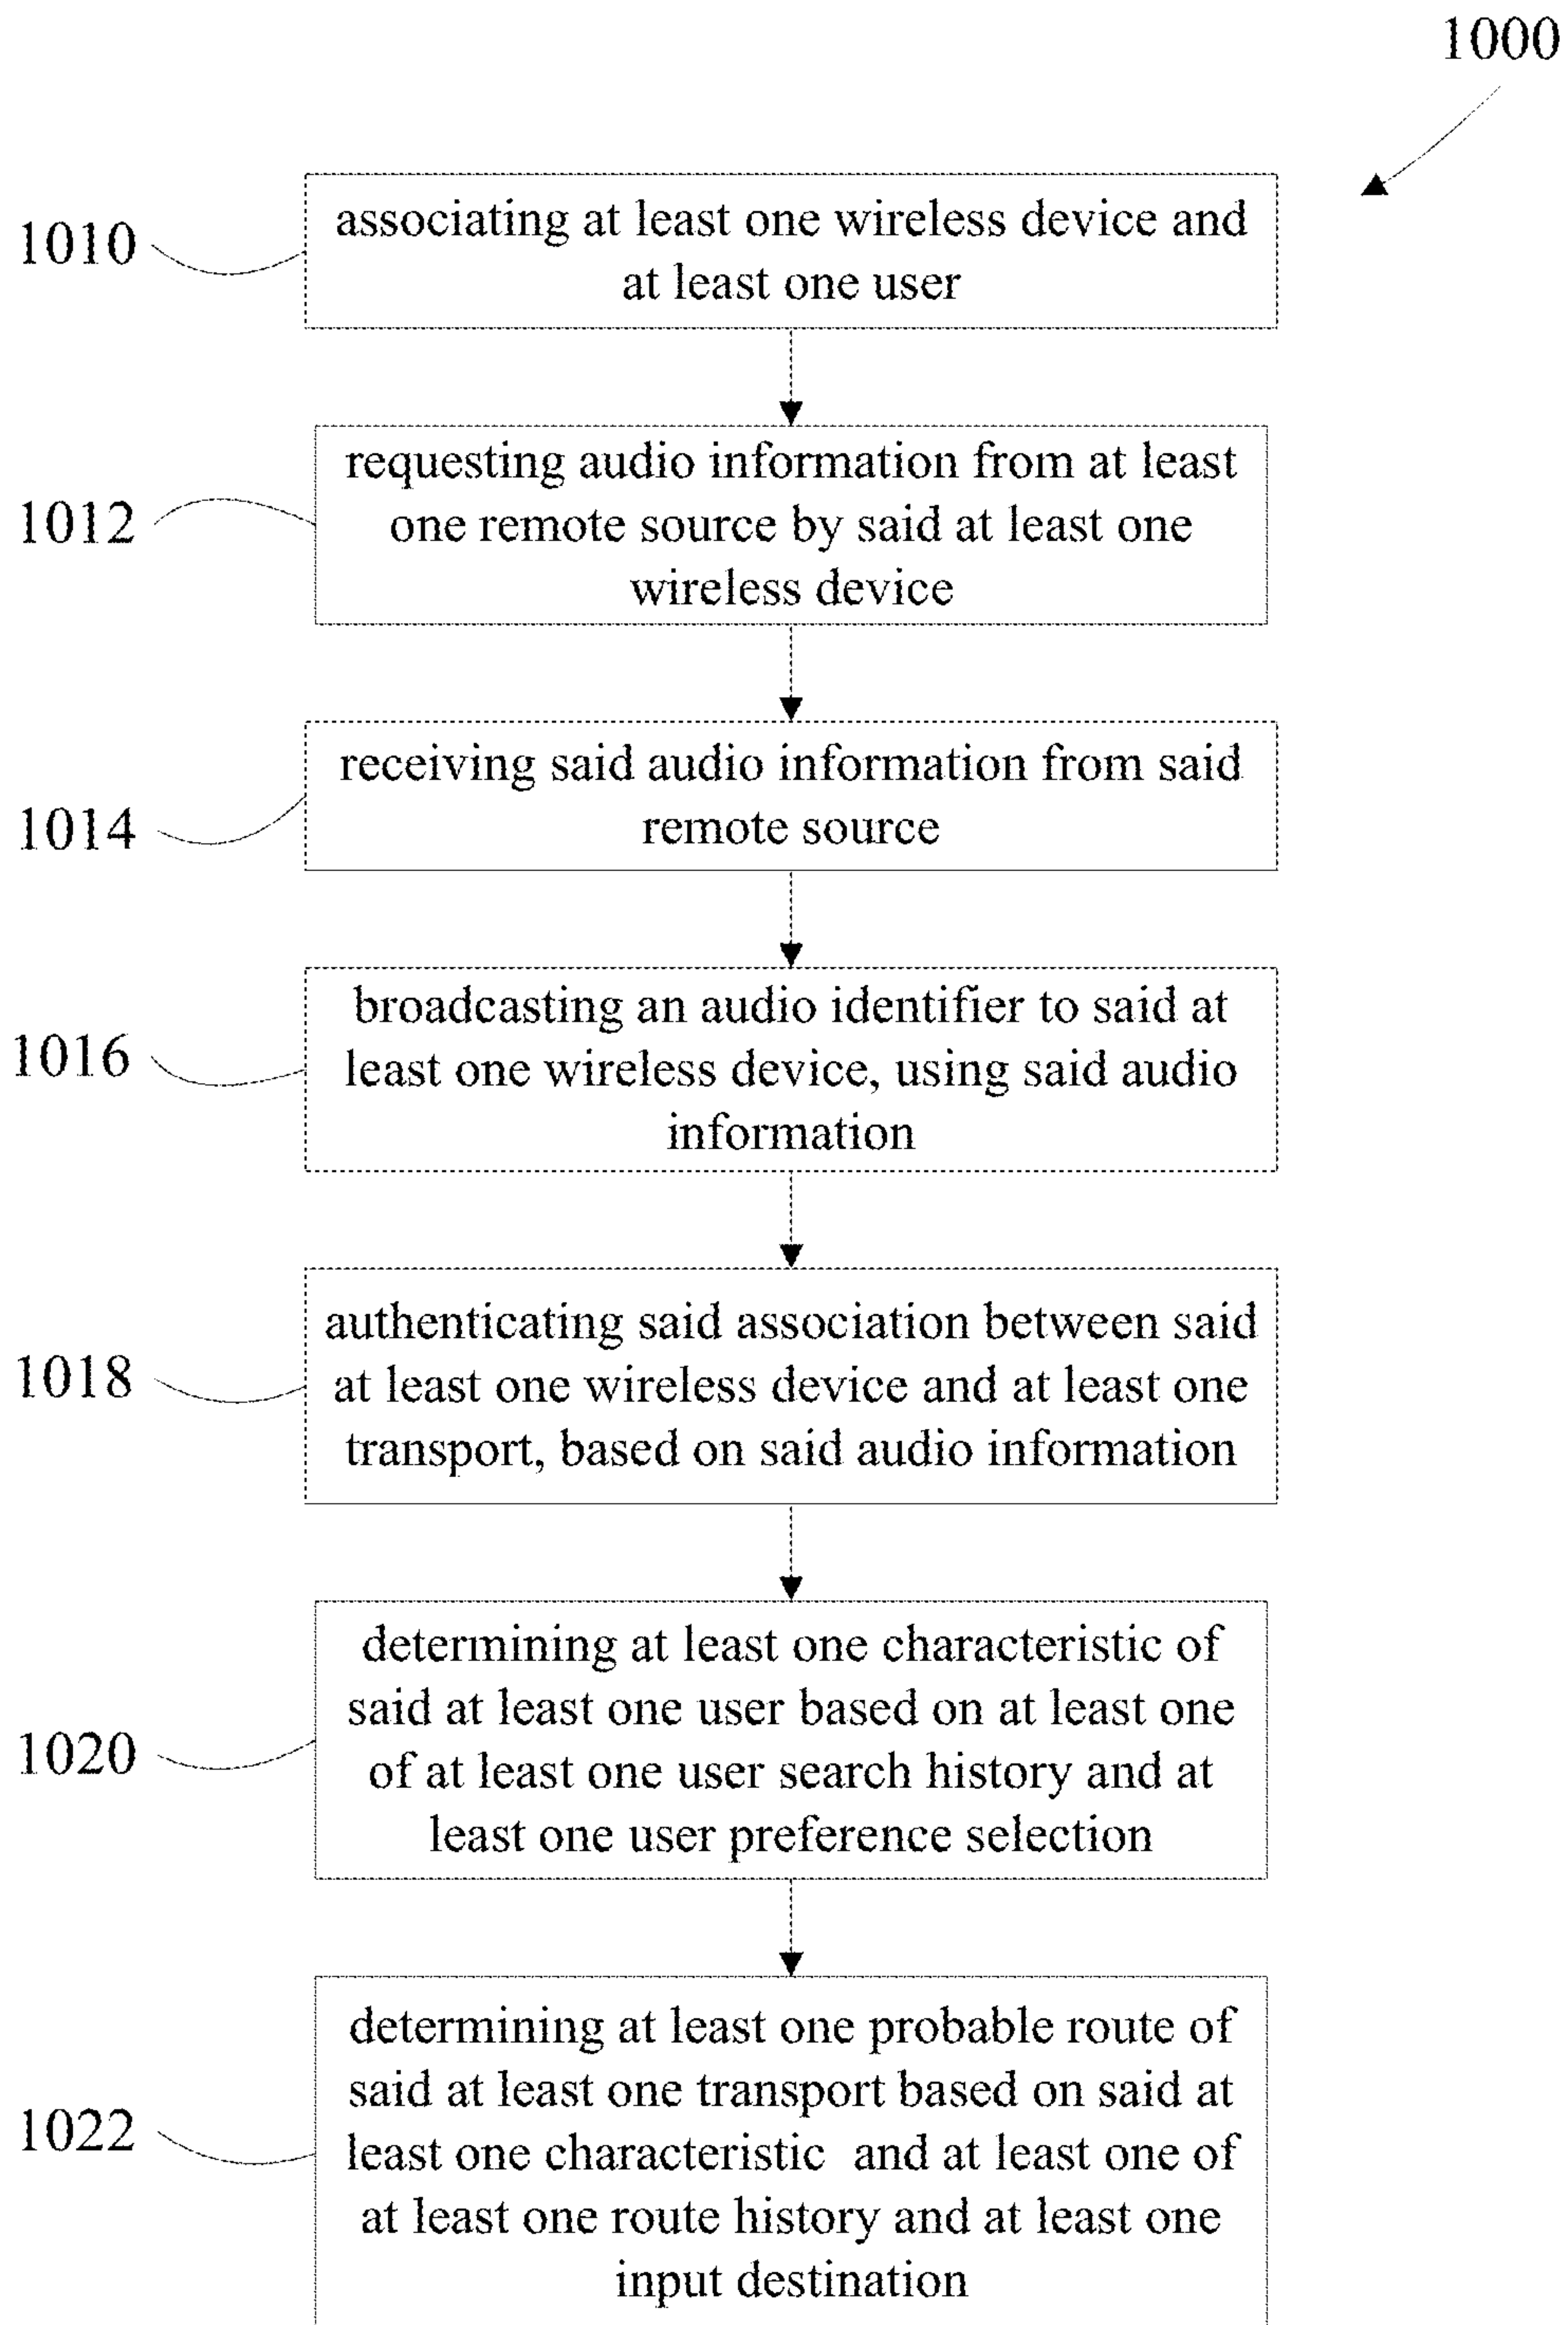 1000
1010
associating at least one wireless device and
at least one user
1012
requesting audio information from at least
one remote source by said at least one
wireless device
1014
receiving said audio information from said
remote source
1016
broadcasting an audio identifier to said at
least one wireless device, using said audio
information
1018
authenticating said association between said
at least one wireless device and at least one
transport, based on said audio information
1020
determining at least one characteristic of
said at least one user based on at least one
of at least one user search history and at
least one user preference selection
1022
determining at least one probable route of
said at least one transport based on said at
least one characteristic and at least one of
at least one route history and at least one
input destination